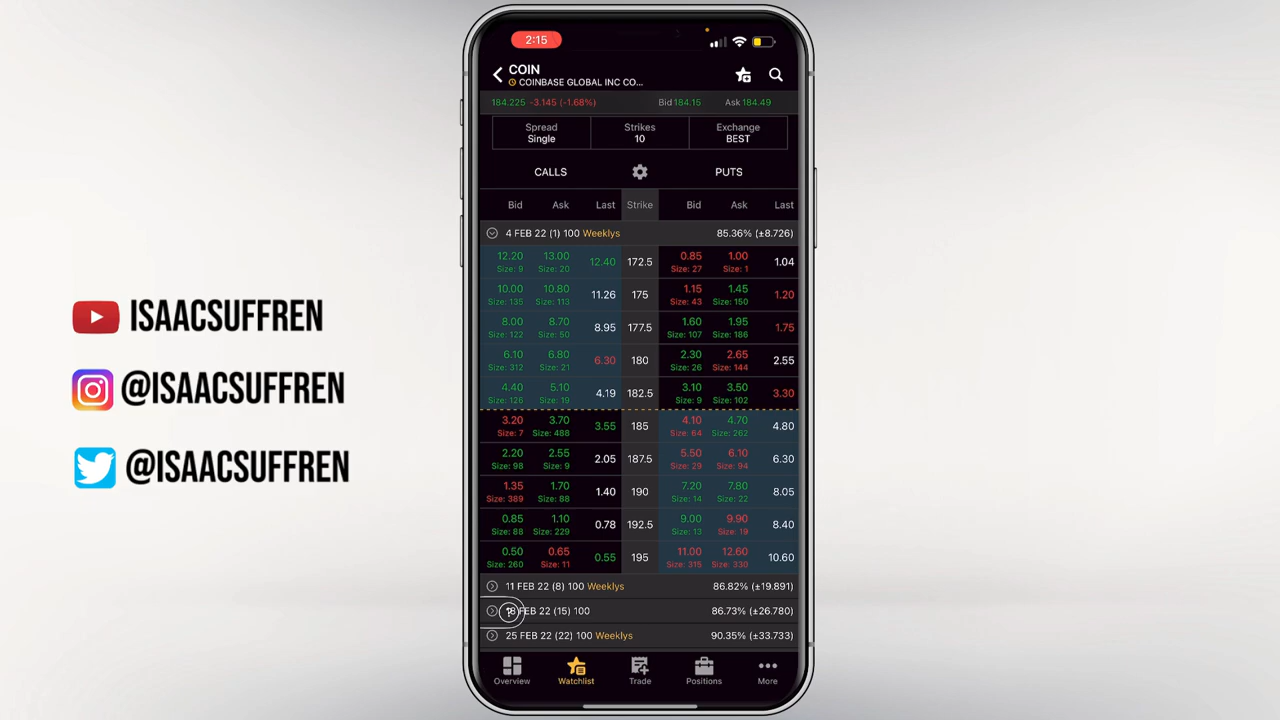 2:15
COIN
COINBASE GLOBAL INC CO...
184.225 -3.145 (-1.68%) Bid 184.15 Ask 184.49
Spread Strikes Exchange
Single 10 BEST
CALLS PUTS
Bid Ask Last Strike Bid Ask Last
4 FEB 22 (1) 100 Weeklys 85.36% (±8.726)
12.20 13.00 12.40 172.5 0.85 1.00 1.04
Size: 9 Size: 20 Size: 27 Size: 1
10.00 10.80 11.26 175 1.15 1.45 1.20
Size: 135 Size: 113 Size: 43 Size: 150
8.00 8.70 8.95 177.5 1.60 1.95 1.75
Size: 122 Size: 50 Size: 107 Size: 186
6.10 6.80 6.30 180 2.30 2.65 2.55
Size: 312 Size: 21 Size: 26 Size: 144
4.40 5.10 4.19 182.5 3.10 3.50 3.30
Size: 126 Size: 19 Size: 9 Size: 102
3.20 3.70 3.55 185 4.10 4.70 4.80
Size: 7 Size: 488 Size: 64 Size: 262
2.20 2.55 2.05 187.5 5.50 6.10 6.30
Size: 98 Size: 9 Size: 29 Size: 94
1.35 1.70 1.40 190 7.20 7.80 8.05
Size: 389 Size: 88 Size: 14 Size: 22
0.85 1.10 0.78 192.5 9.00 9.90 8.40
Size: 88 Size: 229 Size: 13 Size: 19
0.50 0.65 0.55 195 11.00 12.60 10.60
Size: 260 Size: 11 Size: 315 Size: 330
11 FEB 22 (8) 100 Weeklys 86.82% (±19.891)
? FEB 22 (15) 100 86.73% (±26.780)
25 FEB 22 (22) 100 Weeklys 90.35% (±33.733)
Overview Watchlist Trade Positions More
ISAACSUFFREN
@ISAACSUFFREN
@ISAACSUFFREN